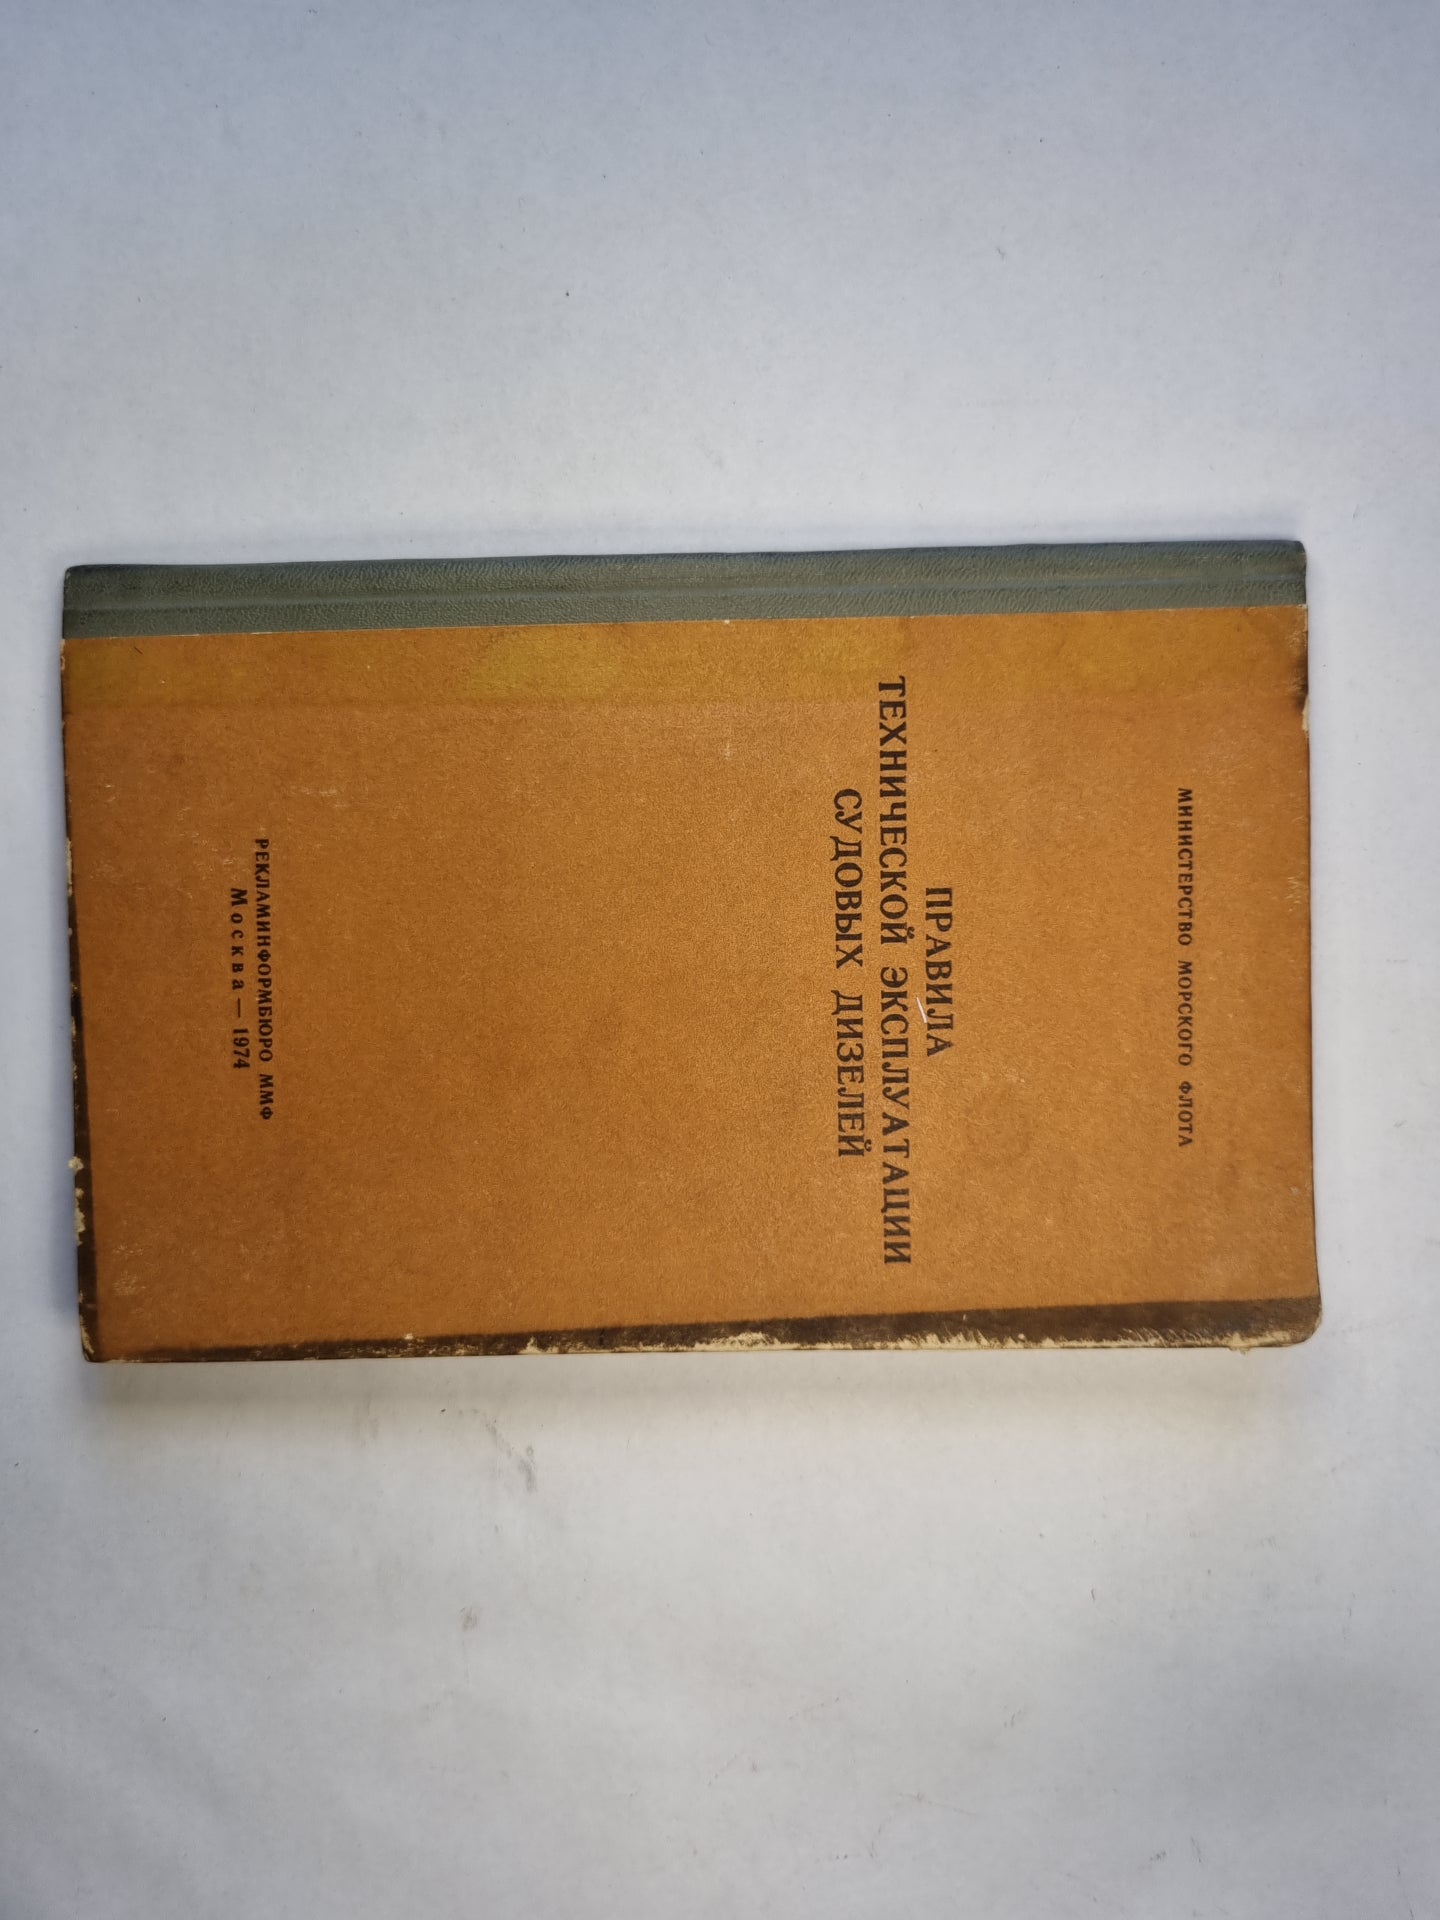 МИНИСТЕРСТВО МОРСКОГО ФЛОТА
ПРАВИЛА
ТЕХНИЧЕСКОЙ ЭКСПЛУАТАЦИИ
СУДОВЫХ ДИЗЕЛЕЙ
РЕКЛАМИНФОРМБЮРО ММФ
Москва — 1974